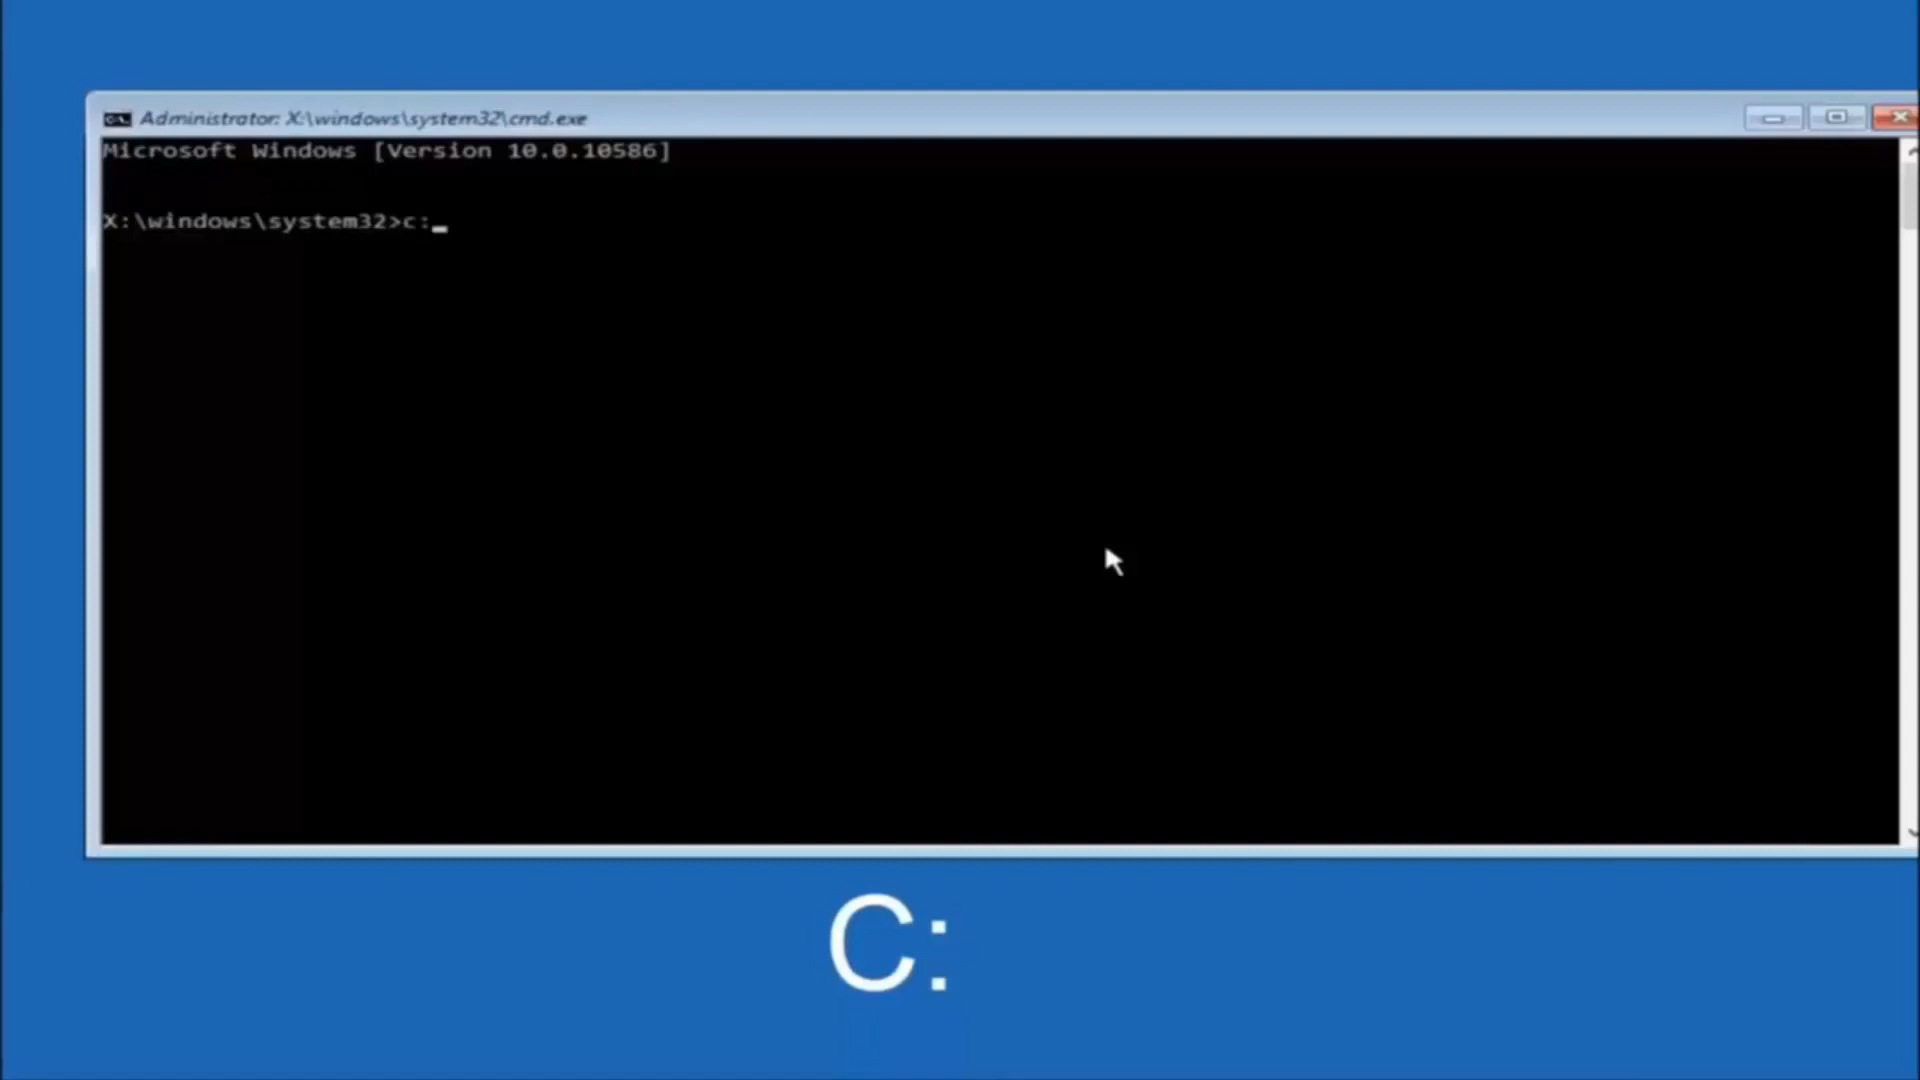 Administrator: X:\windows\system32\cmd.exe
Microsoft Windows [Version 10.0.10586]
X:\windows\system32>c:
C: